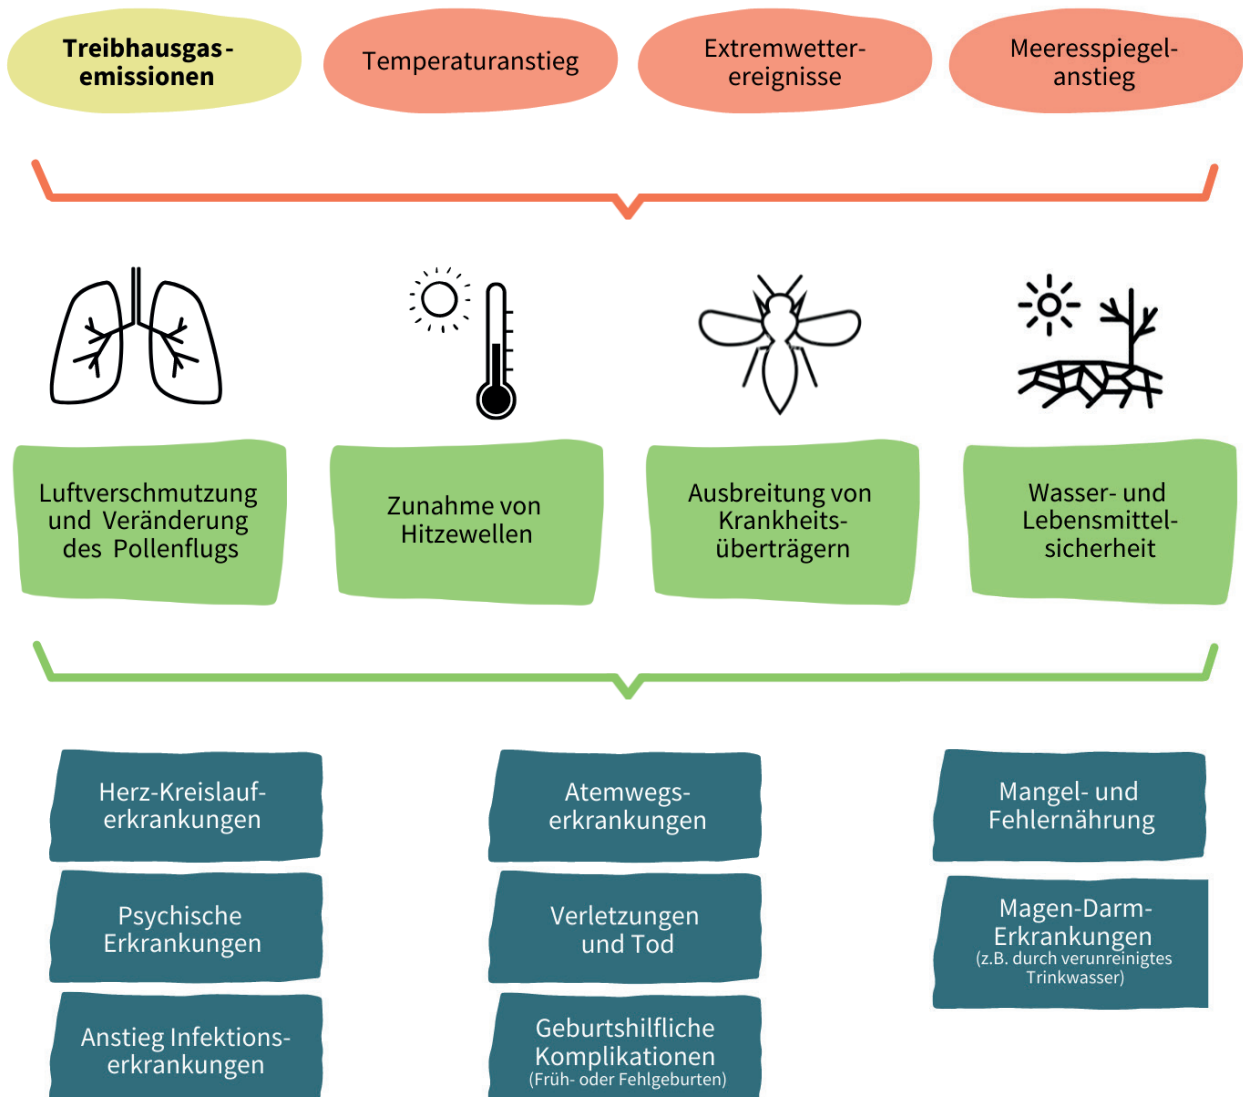 Treibhausgas-
emissionen
Temperaturanstieg
Extremwetter-
ereignisse
Meeresspiegel-
anstieg
Luftverschmutzung
und Veränderung
des Pollenflugs
Zunahme von
Hitzewellen
Ausbreitung von
Krankheits-
überträgern
Wasser- und
Lebensmittel-
sicherheit
Herz-Kreislauf-
erkrankungen
Atemwegs-
erkrankungen
Mangel- und
Fehlernährung
Psychische
Erkrankungen
Verletzungen
und Tod
Magen-Darm-
Erkrankungen
(z.B. durch verunreinigtes
Trinkwasser)
Anstieg Infektions-
erkrankungen
Geburtshilfliche
Komplikationen
(Früh- oder Fehlgeburten)